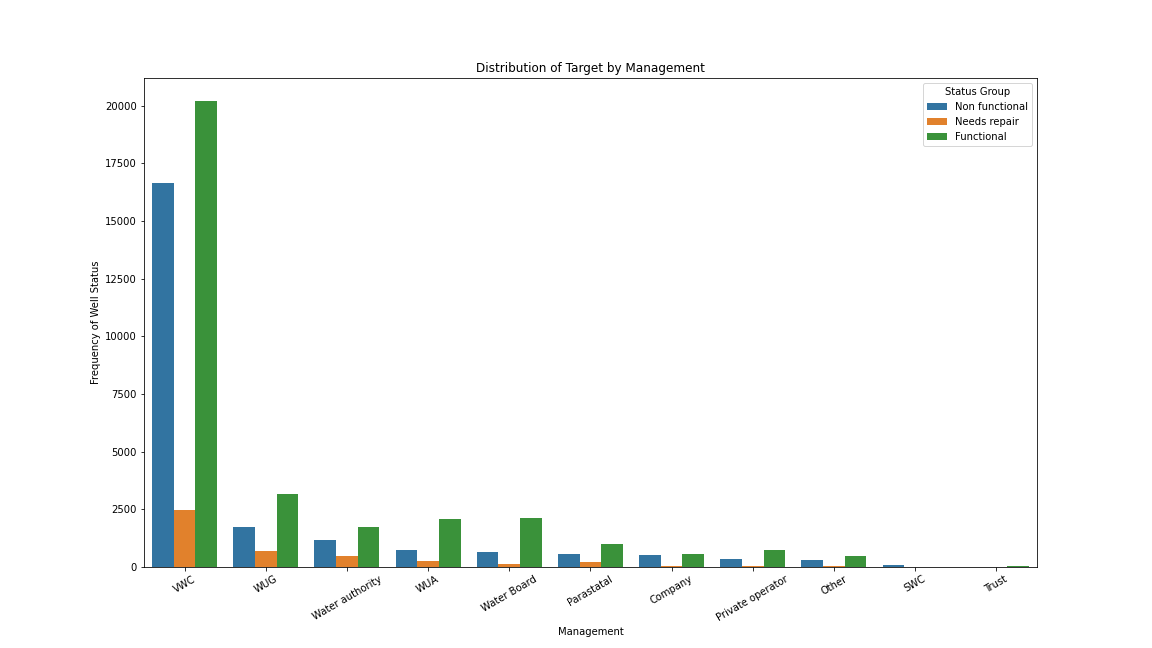 Distribution of Target by Management
Status Group
Non functional
Needs repair
Functional
20000
17500
15000
12500
10000
7500
5000
2500
0
Frequency of Well Status
VWC
WUG
Water authority
WUA
Water Board
Parastatal
Company
Private operator
Other
SWC
Trust
Management